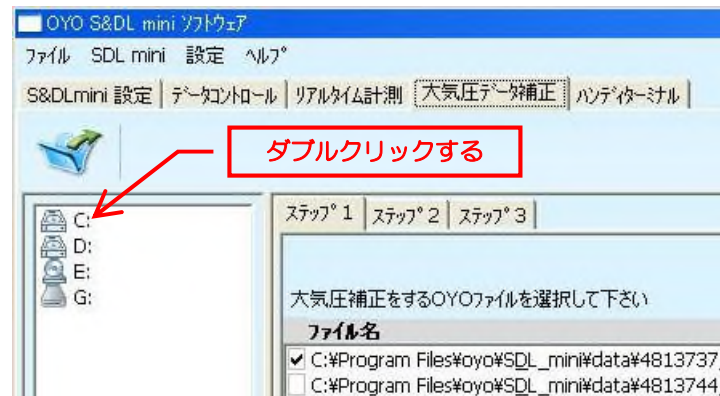 OYO S&DL mini ソフトウェア
ファイル SDL mini 設定 ヘルプ
S&DLmini 設定 データコントロール リアルタイム計測 大気圧データ補正 ハンディターミナル
ダブルクリックする
C:
D:
E:
G:
ステップ 1 ステップ 2 ステップ 3
大気圧補正をするOYOファイルを選択して下さい
ファイル名
C:¥Program Files¥oyo¥SDL_mini¥data¥4813737
C:¥Program Files¥oyo¥SDL_mini¥data¥4813744